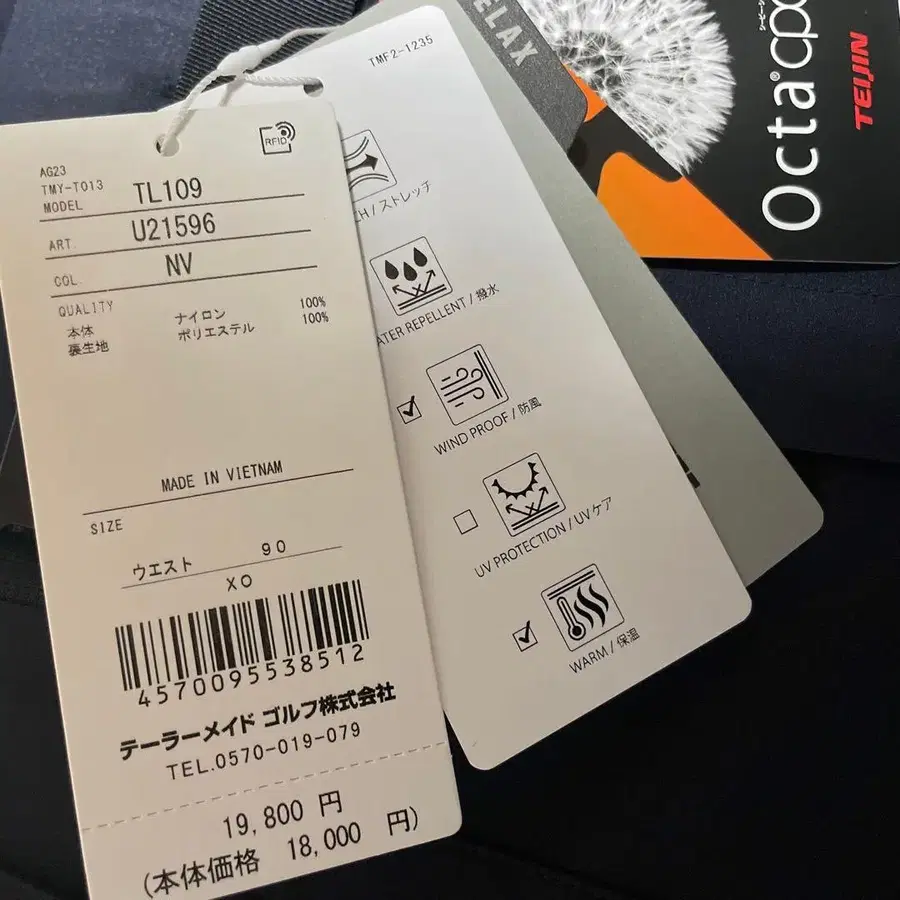 RFID
AG23
TMY-T013
MODEL TL109
ART. U21596
COL. NV
QUALITY
本体 ナイロン 100%
裏生地 ポリエステル 100%
MADE IN VIETNAM
SIZE
ウエスト 90
XO
4570095538512
テーラーメイド ゴルフ株式会社
TEL.0570-019-079
19,800 円
(本体価格 18,000 円)
TMF2-1235
CH / ストレッチ
ATER REPELLENT / 撥水
WIND PROOF / 防風
UV PROTECTION / UVケア
WARM / 保温
ELAX
Octa®cpc
TEIJIN